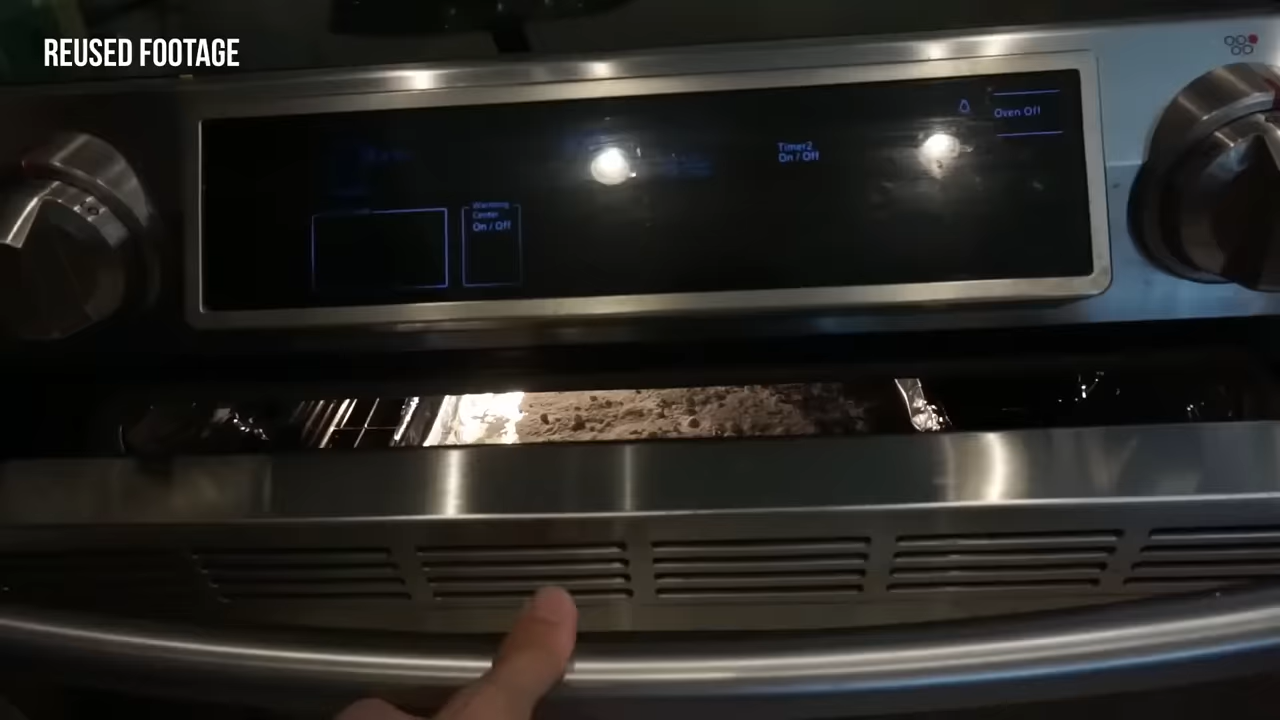 REUSED FOOTAGE
Oven Off
Timer2
On / Off
Warming
Center
On / Off